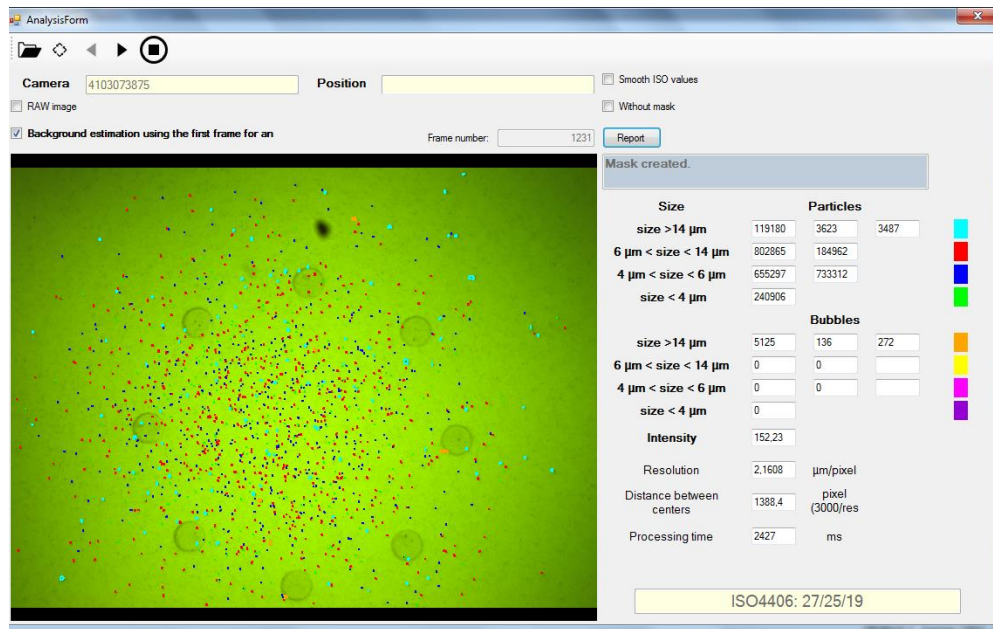 AnalysisForm
Camera 4103073875 Position
RAW image
Background estimation using the first frame for an
Frame number: 1231
Smooth ISO values
Without mask
Report
Mask created.
Size Particles
size >14 µm 119180 3623 3487
6 µm < size < 14 µm 802865 184962
4 µm < size < 6 µm 655297 733312
size < 4 µm 240906
Bubbles
size >14 µm 5125 136 272
6 µm < size < 14 µm 0 0
4 µm < size < 6 µm 0 0
size < 4 µm 0
Intensity 152,23
Resolution 2,1608 µm/pixel
Distance between
centers 1388,4 pixel
(3000/res
Processing time 2427 ms
ISO4406: 27/25/19